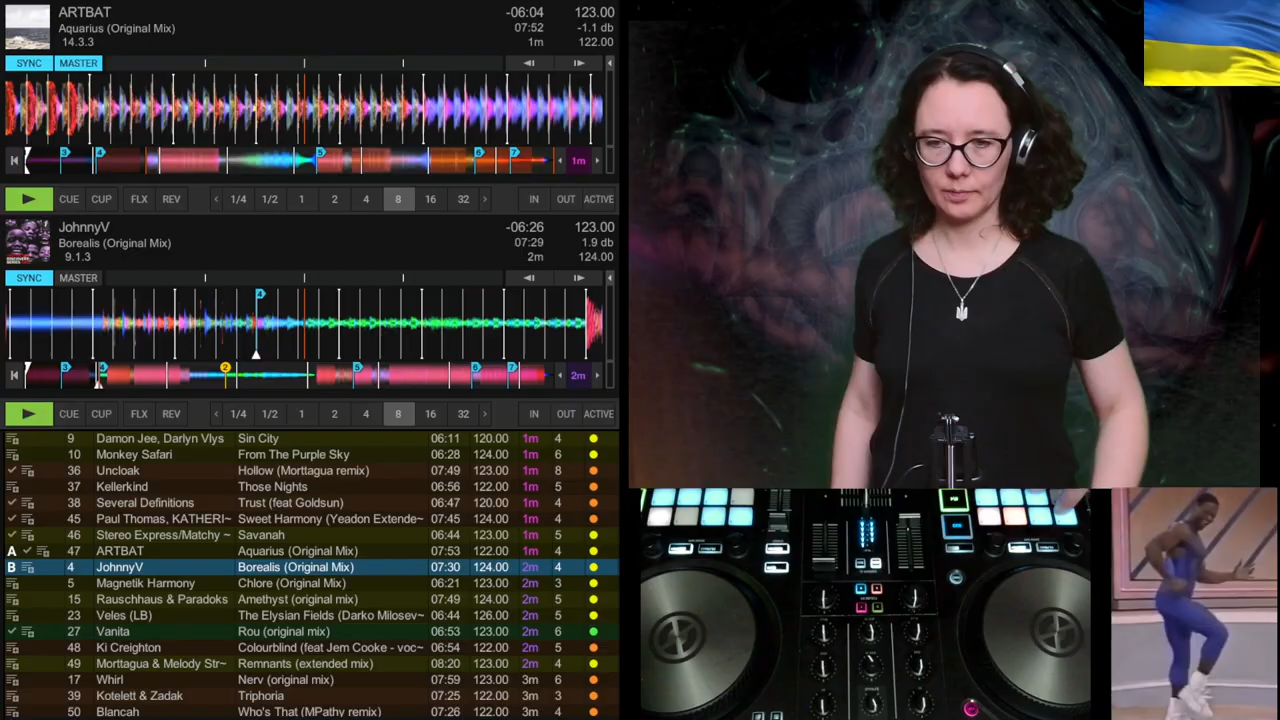 ARTBAT -06:04 123.00
Aquarius (Original Mix) 07:52 -1.1 db
14.3.3 1m 122.00
SYNC MASTER
3 4 5 6 7 1m
CUE CUP FLX REV 1/4 1/2 1 2 4 8 16 32 IN OUT ACTIVE
JohnnyV -06:26 123.00
Borealis (Original Mix) 07:29 1.9 db
9.1.3 2m 124.00
SYNC MASTER
4
3 4 2 5 6 7 2m
CUE CUP FLX REV 1/4 1/2 1 2 4 8 16 32 IN OUT ACTIVE
9 Damon Jee, Darlyn Vlys Sin City 06:11 120.00 1m 4
10 Monkey Safari From The Purple Sky 06:28 124.00 1m 6
36 Uncloak Hollow (Morttagua remix) 07:49 123.00 1m 8
37 Kellerkind Those Nights 06:56 122.00 1m 5
38 Several Definitions Trust (feat Goldsun) 06:47 120.00 1m 4
45 Paul Thomas, KATHERI~ Sweet Harmony (Yeadon Extende~ 07:45 124.00 1m 4
46 StereoExpress/Matchy ~ Savanah 06:44 123.00 1m 5
A 47 ARTBAT Aquarius (Original Mix) 07:53 122.00 1m 4
B 4 JohnnyV Borealis (Original Mix) 07:30 124.00 2m 4
5 Magnetik Harmony Chlore (Original Mix) 06:21 123.00 2m 3
15 Rauschhaus & Paradoks Amethyst (original mix) 07:49 124.00 2m 5
23 Veles (LB) The Elysian Fields (Darko Milosev~ 06:44 126.00 2m 5
27 Vanita Rou (original mix) 06:53 123.00 2m 6
48 Ki Creighton Colourblind (feat Jem Cooke - voc~ 06:54 122.00 2m 5
49 Morttagua & Melody Str~ Remnants (extended mix) 08:20 123.00 2m 4
17 Whirl Nerv (original mix) 07:59 123.00 3m 6
39 Kotelett & Zadak Triphoria 07:25 122.00 3m 3
50 Blancah Who's That (MPathy remix) 07:26 122.00 3m 4